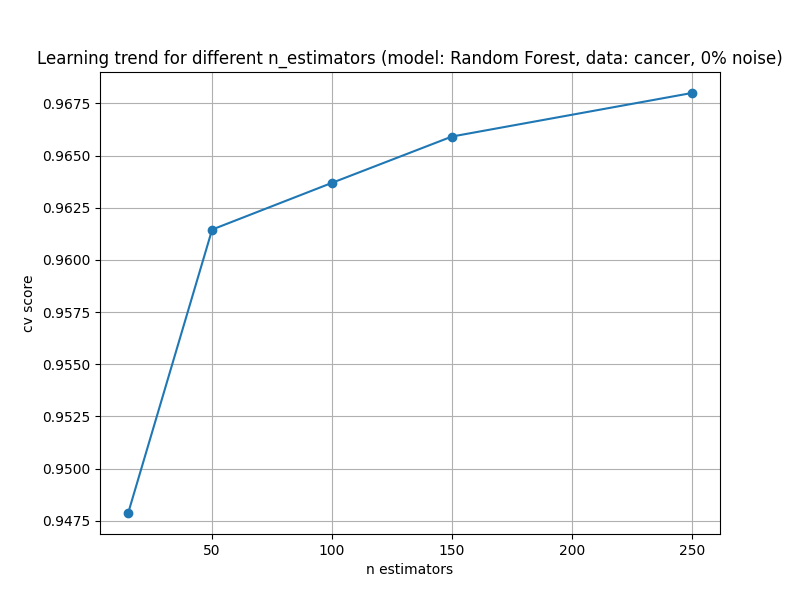 Learning trend for different n_estimators (model: Random Forest, data: cancer, 0% noise)
0.9675
0.9650
0.9625
0.9600
0.9575
0.9550
0.9525
0.9500
0.9475
cv score
50 100 150 200 250
n estimators